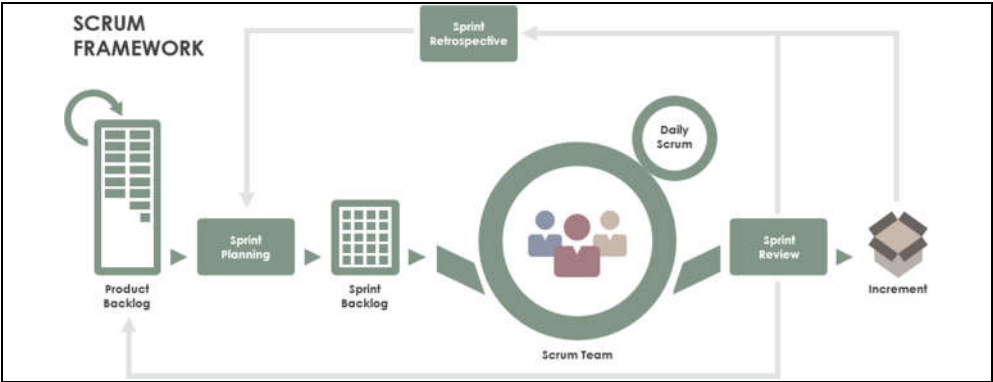 SCRUM
FRAMEWORK
Sprint
Retrospective
Daily
Scrum
Sprint
Planning
Sprint
Review
Product
Backlog
Sprint
Backlog
Increment
Scrum Team